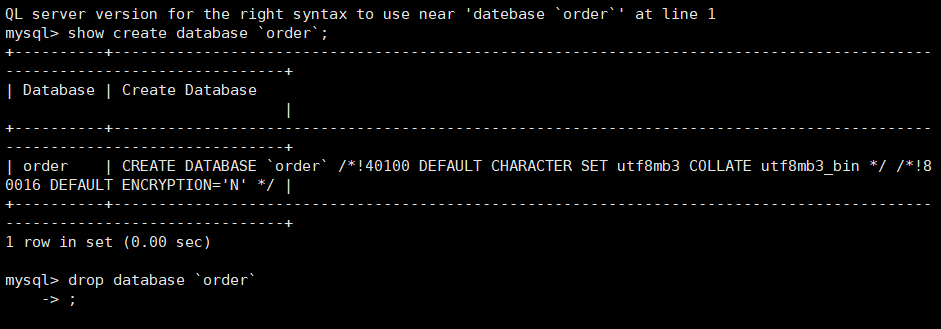 QL server version for the right syntax to use near 'datebase `order`' at line 1
mysql> show create database `order`;
+----------+--------------------------------------------------------------------------------------------
-------------------------------+
| Database | Create Database
                               |
+----------+--------------------------------------------------------------------------------------------
-------------------------------+
| order    | CREATE DATABASE `order` /*!40100 DEFAULT CHARACTER SET utf8mb3 COLLATE utf8mb3_bin */ /*!8
0016 DEFAULT ENCRYPTION='N' */ |
+----------+--------------------------------------------------------------------------------------------
-------------------------------+
1 row in set (0.00 sec)

mysql> drop database `order`
    -> ;